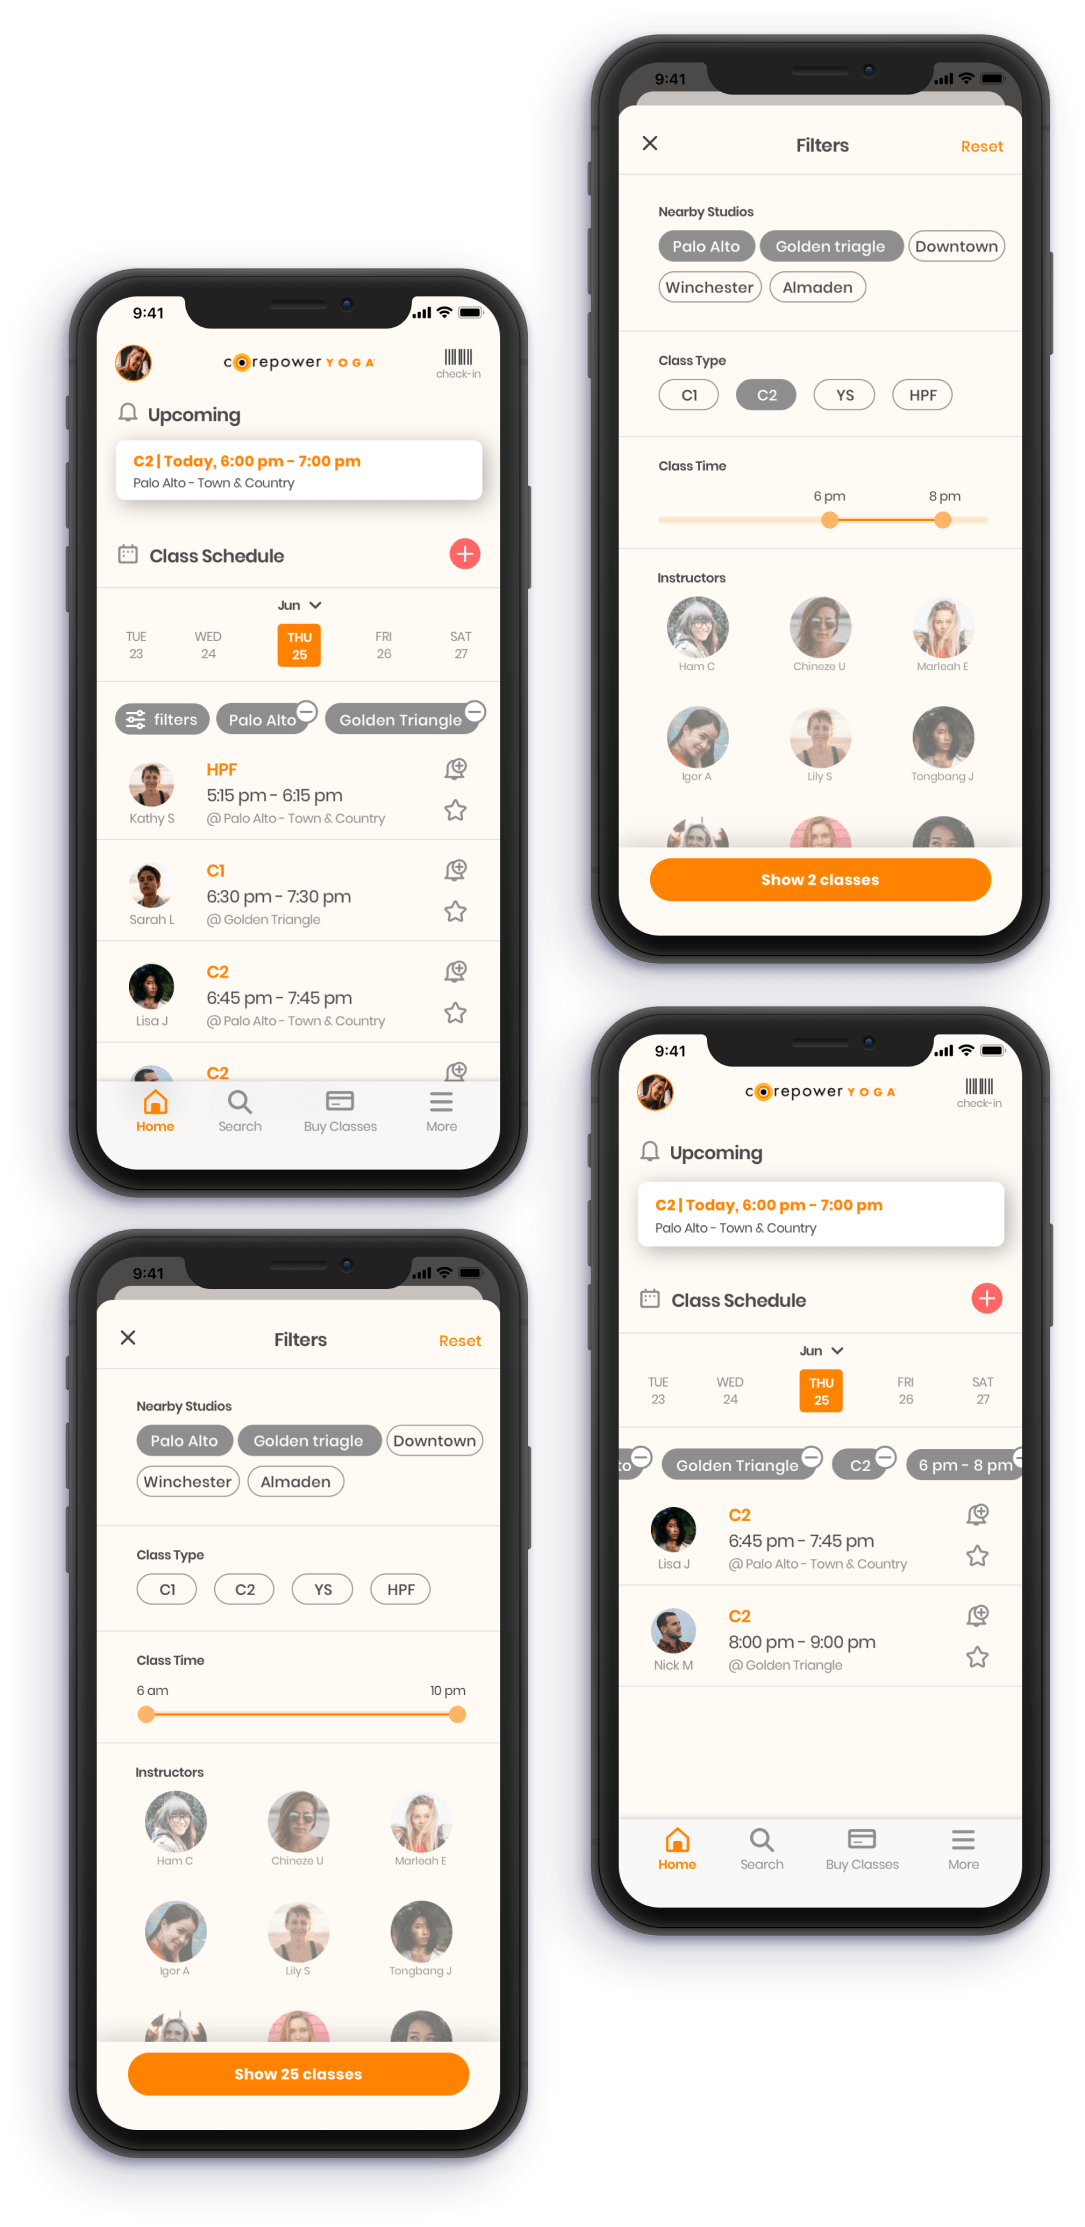 9:41
corepower YOGA
check-in
Upcoming
C2 | Today, 6:00 pm - 7:00 pm
Palo Alto - Town & Country
Class Schedule
Jun
TUE WED THU FRI SAT
23 24 25 26 27
filters Palo Alto Golden Triangle
HPF
5:15 pm - 6:15 pm
Kathy S @ Palo Alto - Town & Country
C1
6:30 pm - 7:30 pm
Sarah L @ Golden Triangle
C2
6:45 pm - 7:45 pm
Lisa J @ Palo Alto - Town & Country
C2
Home Search Buy Classes More
9:41
Filters Reset
Nearby Studios
Palo Alto Golden triagle Downtown
Winchester Almaden
Class Type
C1 C2 YS HPF
Class Time
6 am 10 pm
Instructors
Ham C Chineze U Marleah E
Igor A Lily S Tongbang J
Show 25 classes
9:41
Filters Reset
Nearby Studios
Palo Alto Golden triagle Downtown
Winchester Almaden
Class Type
C1 C2 YS HPF
Class Time
6 pm 8 pm
Instructors
Ham C Chineze U Marleah E
Igor A Lily S Tongbang J
Show 2 classes
9:41
corepower YOGA
check-in
Upcoming
C2 | Today, 6:00 pm - 7:00 pm
Palo Alto - Town & Country
Class Schedule
Jun
TUE WED THU FRI SAT
23 24 25 26 27
to Golden Triangle C2 6 pm - 8 pm
C2
6:45 pm - 7:45 pm
Lisa J @ Palo Alto - Town & Country
C2
8:00 pm - 9:00 pm
Nick M @ Golden Triangle
Home Search Buy Classes More